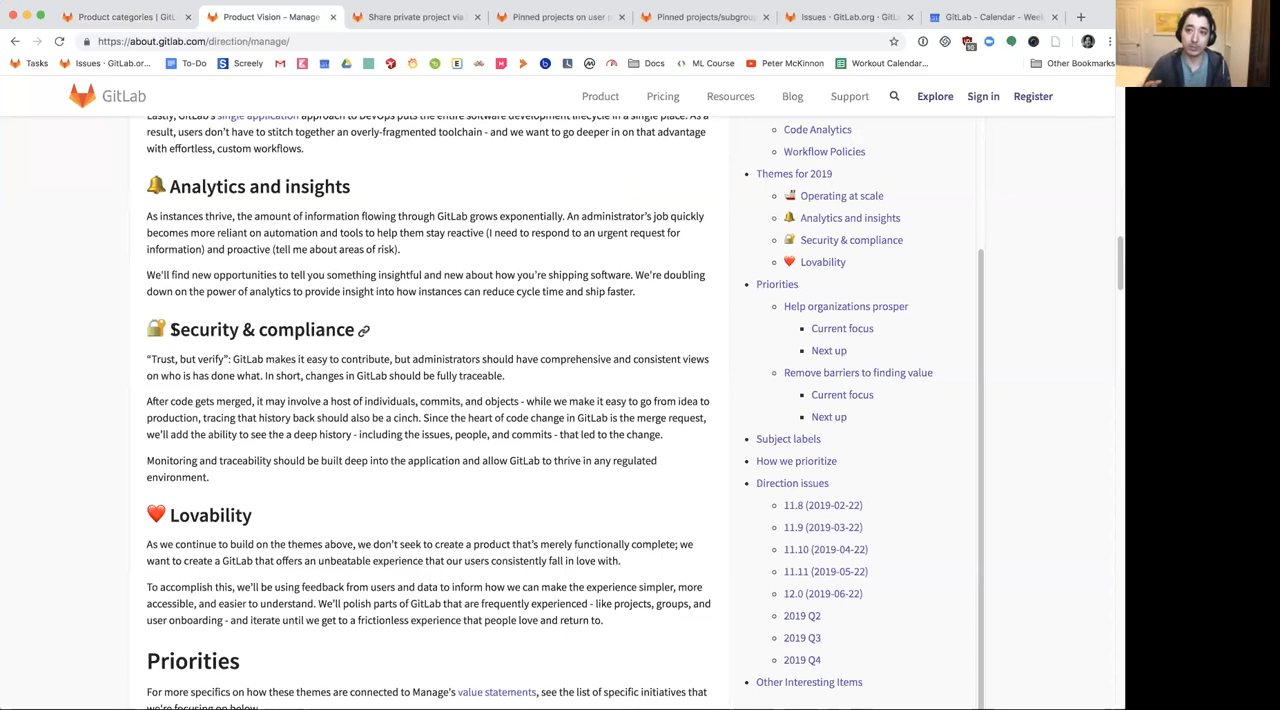 Product categories | GitL
Product Vision - Manage
Share private project via
Pinned projects on user
Pinned projects/subgroup
Issues · GitLab.org · GitL
GitLab - Calendar - Wee
https://about.gitlab.com/direction/manage/
10
Tasks
Issues · GitLab.or...
To-Do
Screely
Docs
ML Course
Peter McKinnon
Workout Calendar...
Other Bookmarks
GitLab
Product
Pricing
Resources
Blog
Support
Explore
Sign in
Register
Lastly, GitLab's single application approach to DevOps puts the entire software development lifecycle in a single place. As a
result, users don't have to stitch together an overly-fragmented toolchain - and we want to go deeper in on that advantage
with effortless, custom workflows.
🔔 Analytics and insights
As instances thrive, the amount of information flowing through GitLab grows exponentially. An administrator's job quickly
becomes more reliant on automation and tools to help them stay reactive (I need to respond to an urgent request for
information) and proactive (tell me about areas of risk).
We'll find new opportunities to tell you something insightful and new about how you're shipping software. We're doubling
down on the power of analytics to provide insight into how instances can reduce cycle time and ship faster.
🔐 Security & compliance
“Trust, but verify”: GitLab makes it easy to contribute, but administrators should have comprehensive and consistent views
on who is has done what. In short, changes in GitLab should be fully traceable.
After code gets merged, it may involve a host of individuals, commits, and objects - while we make it easy to go from idea to
production, tracing that history back should also be a cinch. Since the heart of code change in GitLab is the merge request,
we'll add the ability to see the a deep history - including the issues, people, and commits - that led to the change.
Monitoring and traceability should be built deep into the application and allow GitLab to thrive in any regulated
environment.
❤️ Lovability
As we continue to build on the themes above, we don't seek to create a product that's merely functionally complete; we
want to create a GitLab that offers an unbeatable experience that our users consistently fall in love with.
To accomplish this, we'll be using feedback from users and data to inform how we can make the experience simpler, more
accessible, and easier to understand. We'll polish parts of GitLab that are frequently experienced - like projects, groups, and
user onboarding - and iterate until we get to a frictionless experience that people love and return to.
Priorities
For more specifics on how these themes are connected to Manage's value statements, see the list of specific initiatives that
we're focusing on below.
Code Analytics
Workflow Policies
Themes for 2019
🚢 Operating at scale
🔔 Analytics and insights
🔐 Security & compliance
❤️ Lovability
Priorities
Help organizations prosper
Current focus
Next up
Remove barriers to finding value
Current focus
Next up
Subject labels
How we prioritize
Direction issues
11.8 (2019-02-22)
11.9 (2019-03-22)
11.10 (2019-04-22)
11.11 (2019-05-22)
12.0 (2019-06-22)
2019 Q2
2019 Q3
2019 Q4
Other Interesting Items